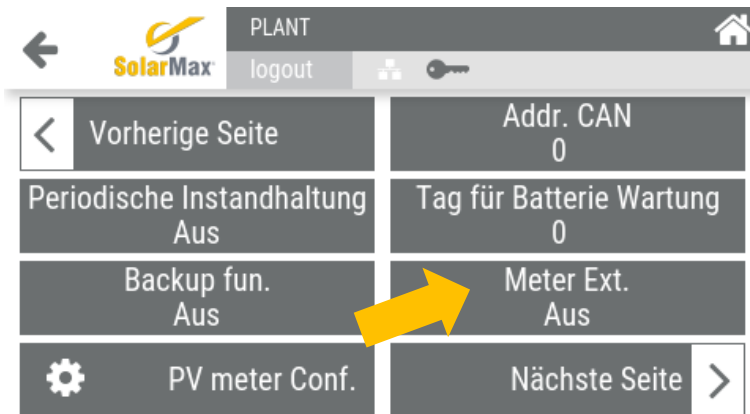 PLANT
SolarMax
logout
Vorherige Seite
Addr. CAN
0
Periodische Instandhaltung
Aus
Tag für Batterie Wartung
0
Backup fun.
Aus
Meter Ext.
Aus
PV meter Conf.
Nächste Seite